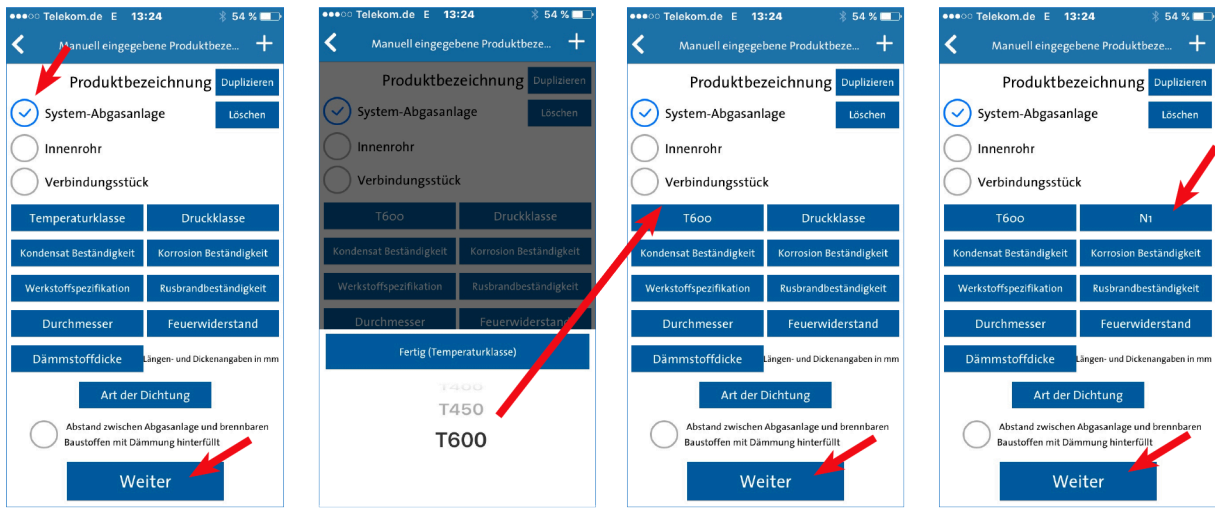 Telekom.de E 13:24 54 %
Manuell eingegebene Produktbeze... +
Produktbezeichnung Duplizieren
System-Abgasanlage Löschen
Innenrohr
Verbindungsstück
Temperaturklasse Druckklasse
Kondensat Beständigkeit Korrosion Beständigkeit
Werkstoffspezifikation Rusbrandbeständigkeit
Durchmesser Feuerwiderstand
Dämmstoffdicke Längen- und Dickenangaben in mm
Art der Dichtung
Abstand zwischen Abgasanlage und brennbaren
Baustoffen mit Dämmung hinterfüllt
Weiter
Telekom.de E 13:24 54 %
Manuell eingegebene Produktbeze... +
Produktbezeichnung Duplizieren
System-Abgasanlage Löschen
Innenrohr
Verbindungsstück
T600 Druckklasse
Kondensat Beständigkeit Korrosion Beständigkeit
Werkstoffspezifikation Rusbrandbeständigkeit
Durchmesser Feuerwiderstand
Fertig (Temperaturklasse)
T400
T450
T600
Telekom.de E 13:24 54 %
Manuell eingegebene Produktbeze... +
Produktbezeichnung Duplizieren
System-Abgasanlage Löschen
Innenrohr
Verbindungsstück
T600 Druckklasse
Kondensat Beständigkeit Korrosion Beständigkeit
Werkstoffspezifikation Rusbrandbeständigkeit
Durchmesser Feuerwiderstand
Dämmstoffdicke Längen- und Dickenangaben in mm
Art der Dichtung
Abstand zwischen Abgasanlage und brennbaren
Baustoffen mit Dämmung hinterfüllt
Weiter
Telekom.de E 13:24 54 %
Manuell eingegebene Produktbeze... +
Produktbezeichnung Duplizieren
System-Abgasanlage Löschen
Innenrohr
Verbindungsstück
T600 N1
Kondensat Beständigkeit Korrosion Beständigkeit
Werkstoffspezifikation Rusbrandbeständigkeit
Durchmesser Feuerwiderstand
Dämmstoffdicke Längen- und Dickenangaben in mm
Art der Dichtung
Abstand zwischen Abgasanlage und brennbaren
Baustoffen mit Dämmung hinterfüllt
Weiter